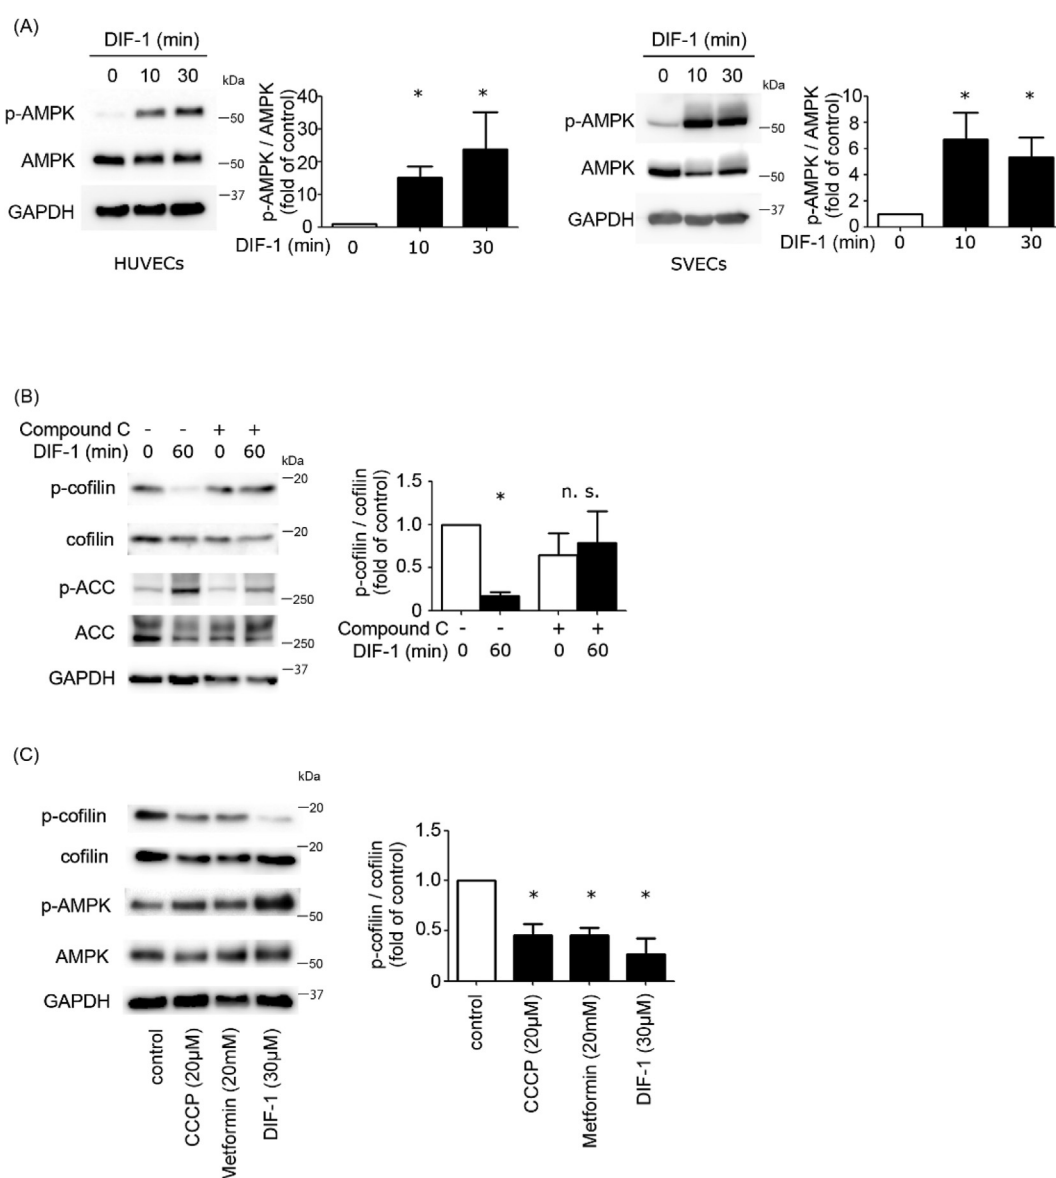 (A)
DIF-1 (min)
0 10 30
kDa
p-AMPK
—50
AMPK
—50
GAPDH
—37
HUVECs
p-AMPK / AMPK
(fold of control)
40
30
20
10
0
DIF-1 (min) 0 10 30
* *
DIF-1 (min)
0 10 30
kDa
p-AMPK
—50
AMPK
—50
GAPDH
—37
SVECs
p-AMPK / AMPK
(fold of control)
10
8
6
4
2
0
DIF-1 (min) 0 10 30
* *
(B)
Compound C - - + +
DIF-1 (min) 0 60 0 60
kDa
p-cofilin
—20
cofilin
—20
p-ACC
—250
ACC
—250
GAPDH
—37
p-cofilin / cofilin
(fold of control)
1.5
1.0
0.5
0
* n. s.
Compound C - - + +
DIF-1 (min) 0 60 0 60
(C)
kDa
p-cofilin
—20
cofilin
—20
p-AMPK
—50
AMPK
—50
GAPDH
—37
control
CCCP (20µM)
Metformin (20mM)
DIF-1 (30µM)
p-cofilin / cofilin
(fold of control)
1.5
1.0
0.5
0
* * *
control
CCCP (20µM)
Metformin (20mM)
DIF-1 (30µM)